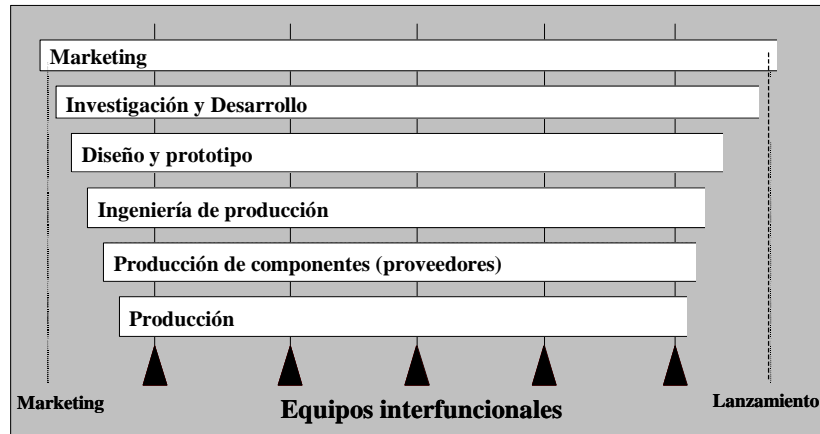 Marketing
Investigación y Desarrollo
Diseño y prototipo
Ingeniería de producción
Producción de componentes (proveedores)
Producción
Marketing
Equipos interfuncionales
Lanzamiento